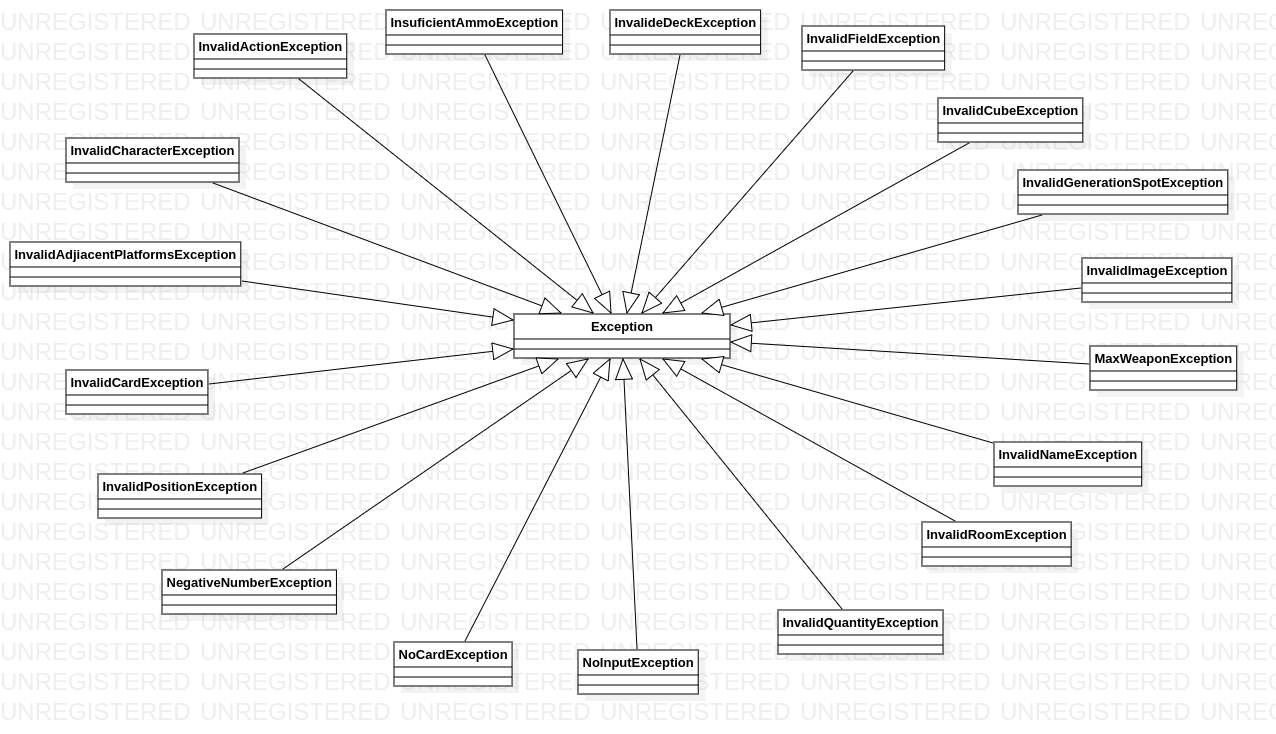 InsuficientAmmoException
InvalideDeckException
InvalidFieldException
InvalidActionException
InvalidCubeException
InvalidCharacterException
InvalidGenerationSpotException
InvalidAdjiacentPlatformsException
InvalidImageException
Exception
MaxWeaponException
InvalidCardException
InvalidNameException
InvalidPositionException
InvalidRoomException
NegativeNumberException
InvalidQuantityException
NoCardException
NoInputException
UNREGISTERED